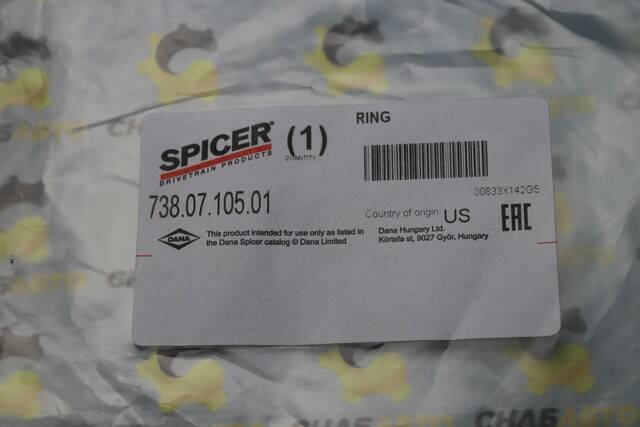 RING
SPICER®
DRIVETRAIN PRODUCTS
(1)
QUANTITY
00833X142G5
738.07.105.01
Country of origin US
EAC
DANA
This product intended for use only as listed in
the Dana Spicer catalog © Dana Limited
Dana Hungary Ltd.
Körtefa st, 9027 Győr, Hungary
СНАБАВТО